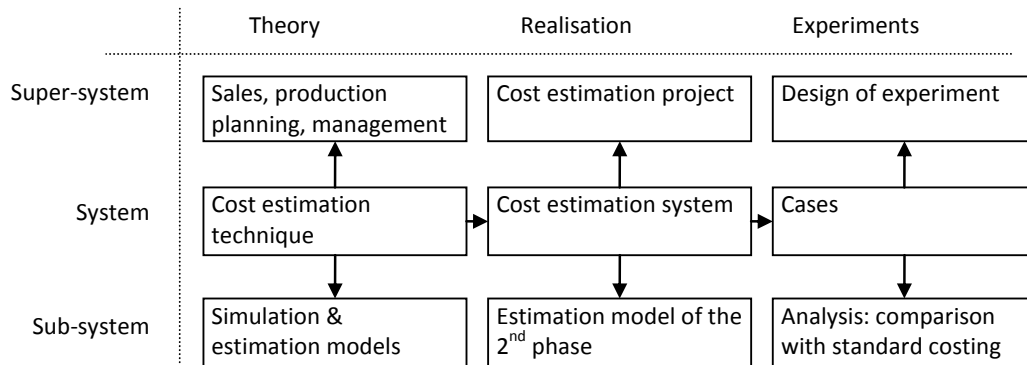 Theory Realisation Experiments
Super-system
Sales, production
planning, management
Cost estimation project
Design of experiment
System
Cost estimation
technique
Cost estimation system
Cases
Sub-system
Simulation &
estimation models
Estimation model of the
2nd phase
Analysis: comparison
with standard costing